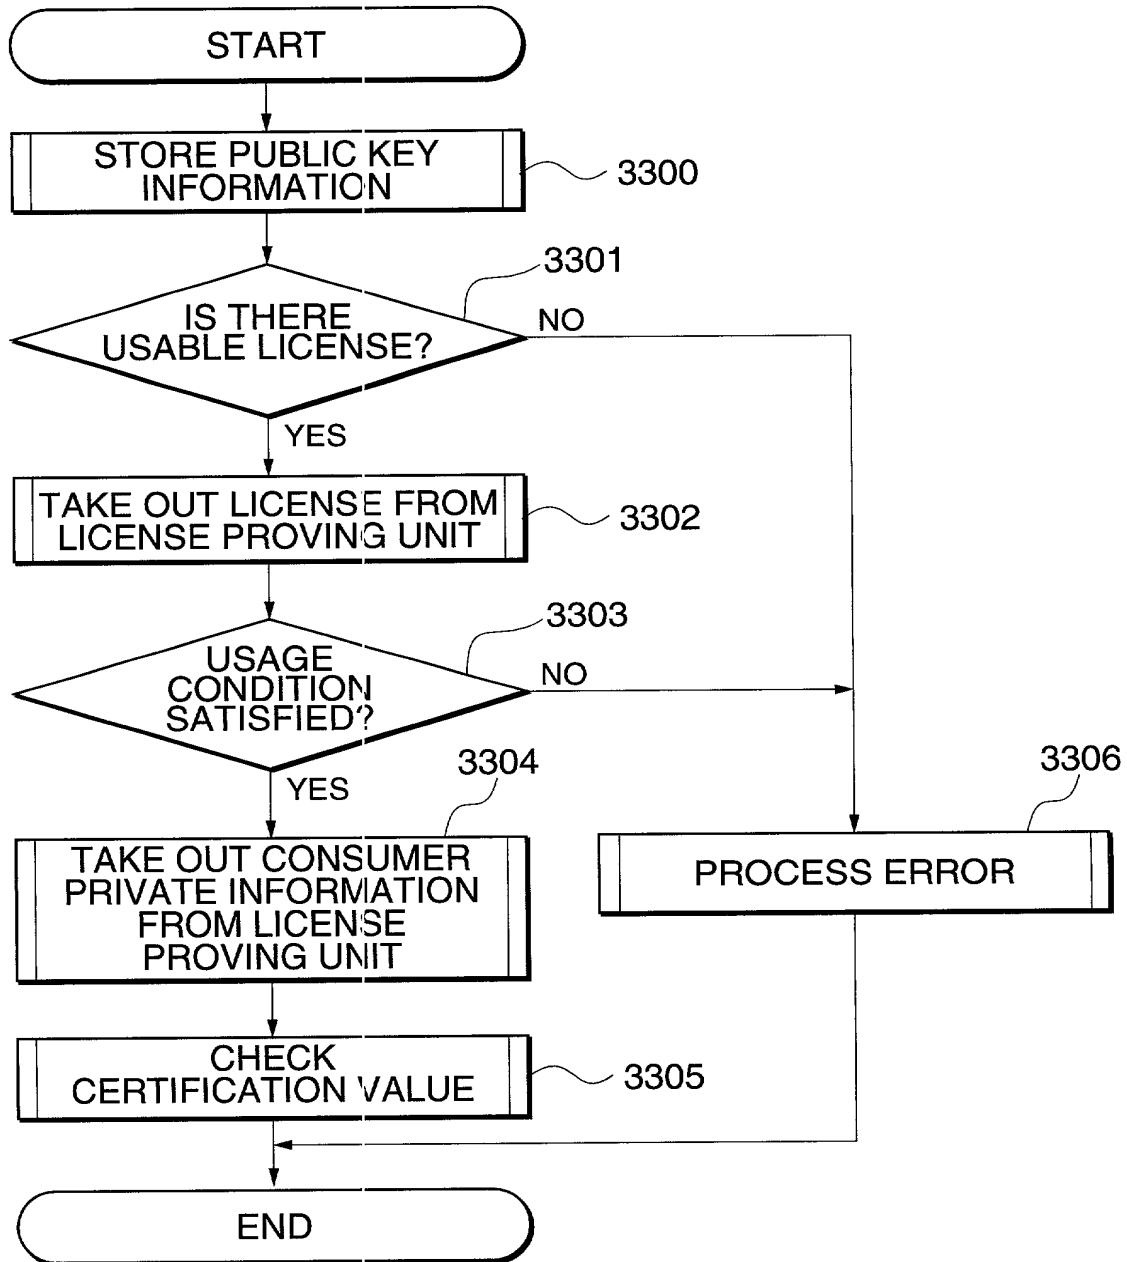 START
STORE PUBLIC KEY
INFORMATION
3300
3301
IS THERE
USABLE LICENSE?
NO
YES
TAKE OUT LICENSE FROM
LICENSE PROVING UNIT
3302
3303
USAGE
CONDITION
SATISFIED?
NO
YES
3304
TAKE OUT CONSUMER
PRIVATE INFORMATION
FROM LICENSE
PROVING UNIT
3306
PROCESS ERROR
CHECK
CERTIFICATION VALUE
3305
END